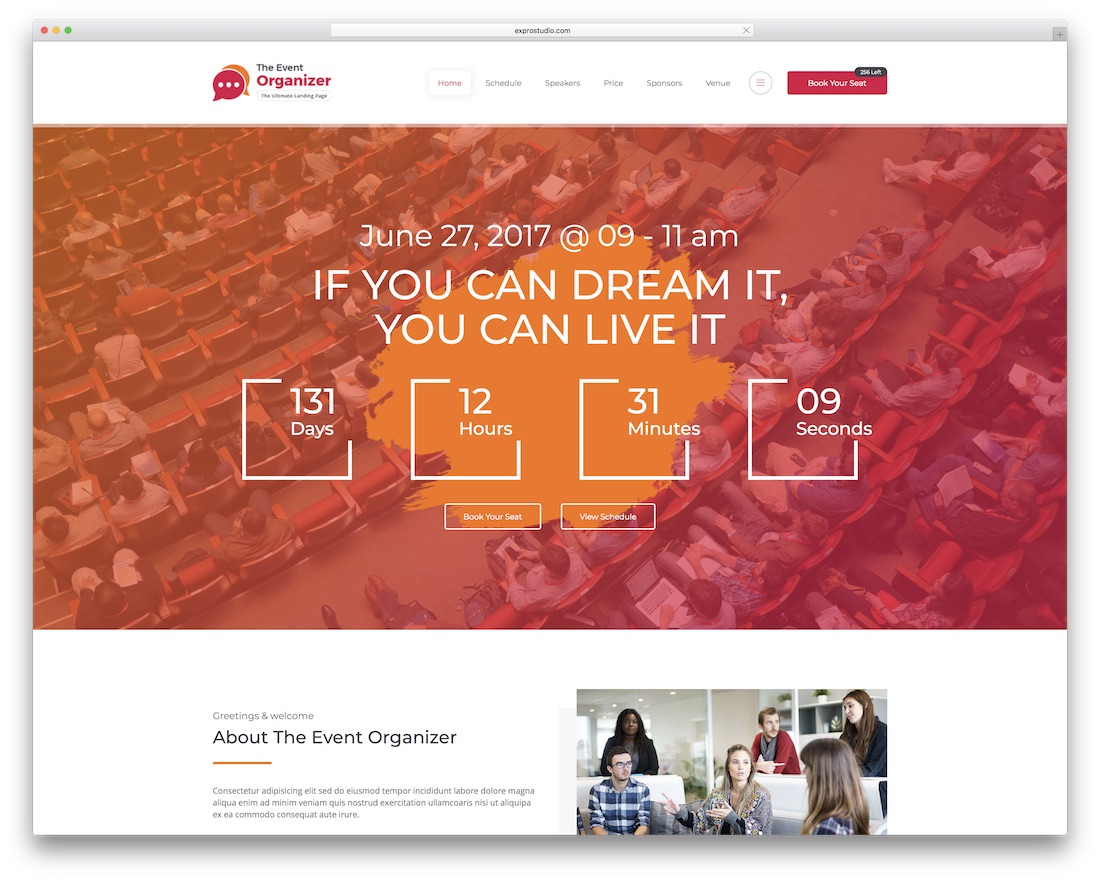 exprostudio.com
The Event
Organizer
The Ultimate Landing Page
Home
Schedule
Speakers
Price
Sponsors
Venue
256 Left
Book Your Seat
June 27, 2017 @ 09 - 11 am
IF YOU CAN DREAM IT,
YOU CAN LIVE IT
131
Days
12
Hours
31
Minutes
09
Seconds
Book Your Seat
View Schedule
Greetings & welcome
About The Event Organizer
Consectetur adipisicing elit sed do eiusmod tempor incididunt labore dolore magna
aliqua enim ad minim veniam quis nostrud exercitation ullamcoaris nisi ut aliquipa
ex ea commodo consequat aute irure.